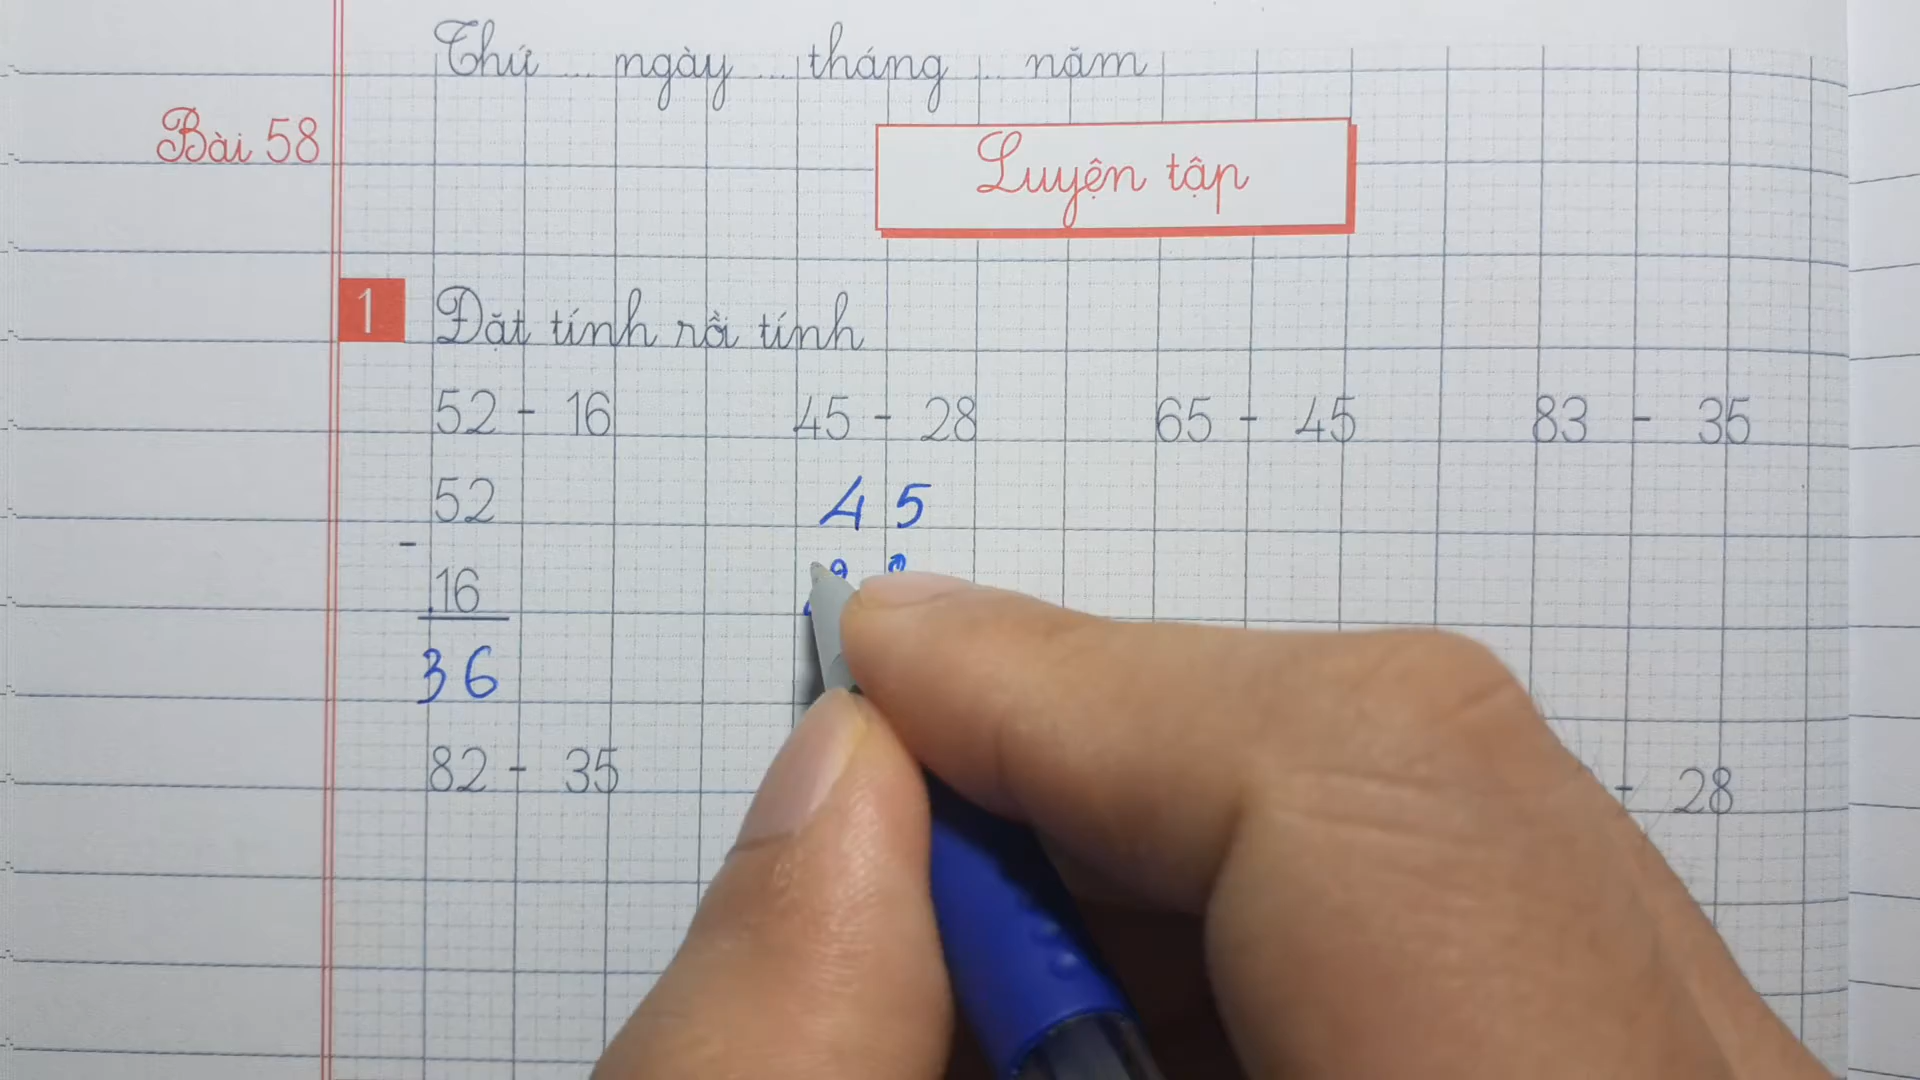 Thứ ... ngày ... tháng ... năm
Bài 58
Luyện tập
1 Đặt tính rồi tính
52 - 16 45 - 28 65 - 45 83 - 35
52 45
-
16
36
82 - 35 - 28